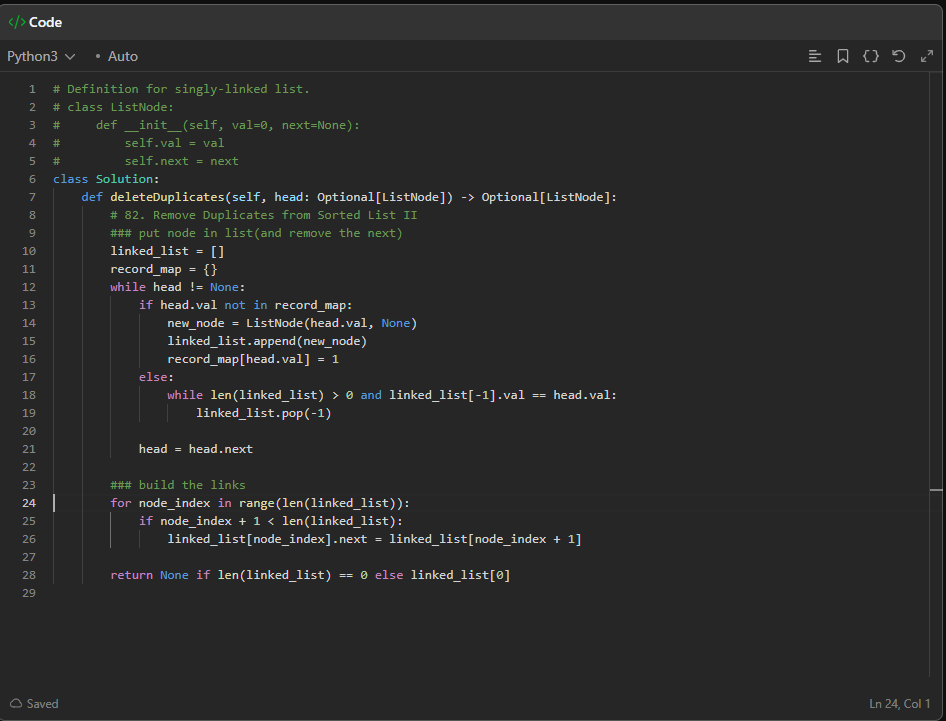 </> Code
Python3 • Auto
1 # Definition for singly-linked list.
2 # class ListNode:
3 #     def __init__(self, val=0, next=None):
4 #         self.val = val
5 #         self.next = next
6 class Solution:
7     def deleteDuplicates(self, head: Optional[ListNode]) -> Optional[ListNode]:
8         # 82. Remove Duplicates from Sorted List II
9         ### put node in list(and remove the next)
10         linked_list = []
11         record_map = {}
12         while head != None:
13             if head.val not in record_map:
14                 new_node = ListNode(head.val, None)
15                 linked_list.append(new_node)
16                 record_map[head.val] = 1
17             else:
18                 while len(linked_list) > 0 and linked_list[-1].val == head.val:
19                     linked_list.pop(-1)
20
21             head = head.next
22
23         ### build the links
24         for node_index in range(len(linked_list)):
25             if node_index + 1 < len(linked_list):
26                 linked_list[node_index].next = linked_list[node_index + 1]
27
28         return None if len(linked_list) == 0 else linked_list[0]
29
Saved Ln 24, Col 1